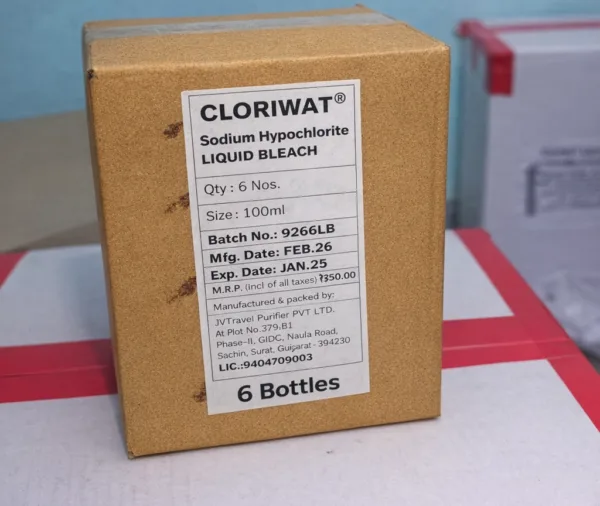 CLORIWAT®
Sodium Hypochlorite
LIQUID BLEACH
Qty : 6 Nos.
Size : 100ml
Batch No.: 9266LB
Mfg. Date: FEB.26
Exp. Date: JAN.25
M.R.P. (incl of all taxes) ₹350.00
Manufactured & packed by:
JVTravel Purifier PVT LTD.
At Plot No.379,B1
Phase-II, GIDC, Naula Road,
Sachin, Surat. Gujarat - 394230
LIC.:9404709003
6 Bottles